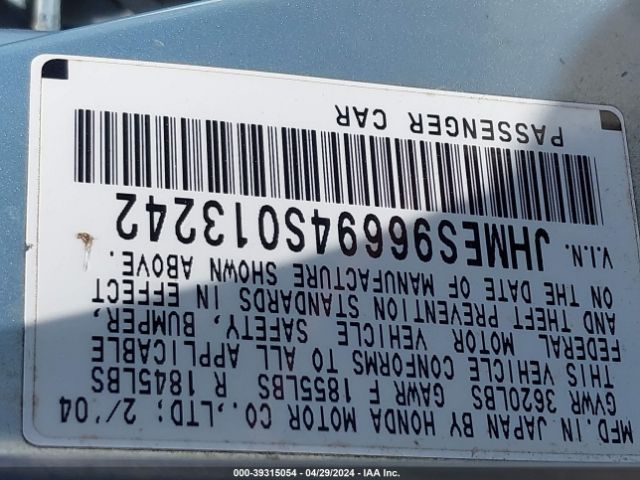 MFD. IN JAPAN BY HONDA MOTOR CO.,LTD; 2/'04
GVWR 3620LBS GAWR F 1855LBS R 1845LBS
THIS VEHICLE CONFORMS TO ALL APPLICABLE
FEDERAL MOTOR VEHICLE SAFETY, BUMPER,
AND THEFT PREVENTION STANDARDS IN EFFECT
ON THE DATE OF MANUFACTURE SHOWN ABOVE.
V.I.N. JHMES96694S013242
PASSENGER CAR
000-39315054 - 04/29/2024 - IAA Inc.